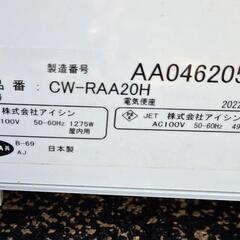 製造番号 AA046205
品番: CW-RAA20H
電気便座 2022
株式会社アイシン
100V 50-60Hz 1275W
屋内用
JET 株式会社アイシン
AC100V 50-60Hz 49
B-69
AJ
日本製